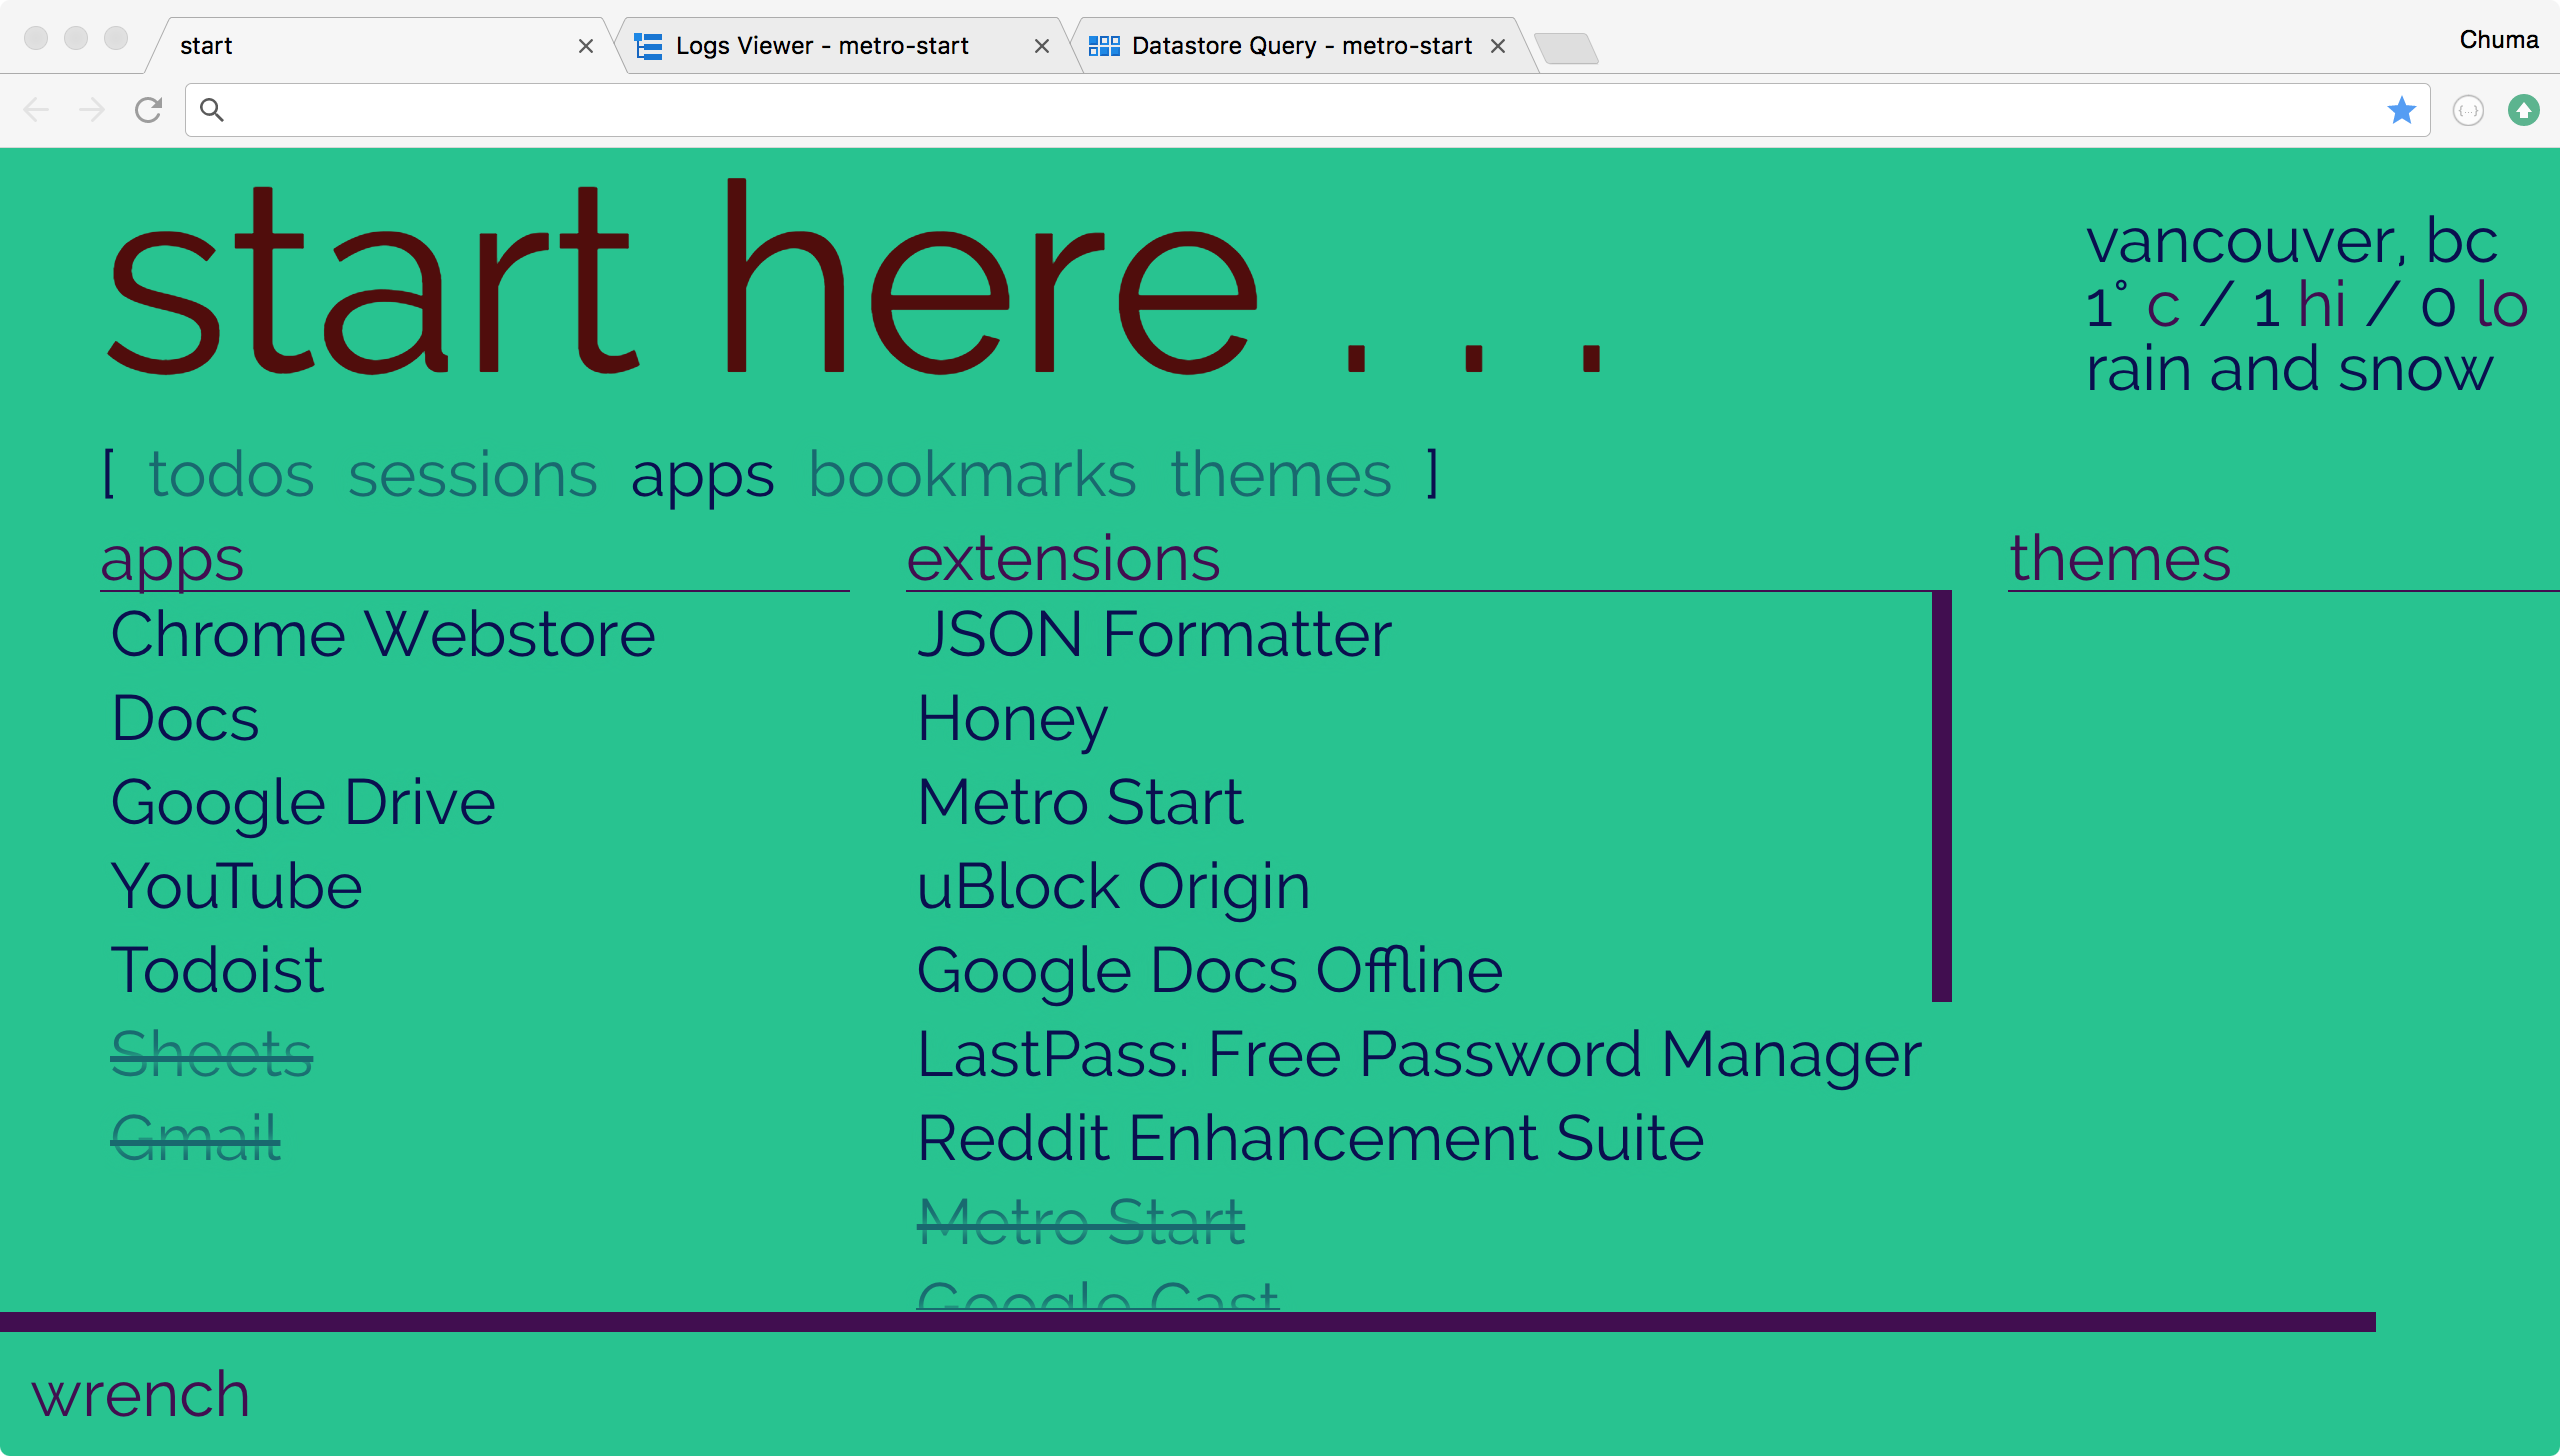 start
Logs Viewer - metro-start
Datastore Query - metro-start
Chuma
start here . . .
vancouver, bc
1° c / 1 hi / 0 lo
rain and snow
[ todos sessions apps bookmarks themes ]
apps
Chrome Webstore
Docs
Google Drive
YouTube
Todoist
Sheets
Gmail
extensions
JSON Formatter
Honey
Metro Start
uBlock Origin
Google Docs Offline
LastPass: Free Password Manager
Reddit Enhancement Suite
Metro Start
Google Cast
themes
wrench